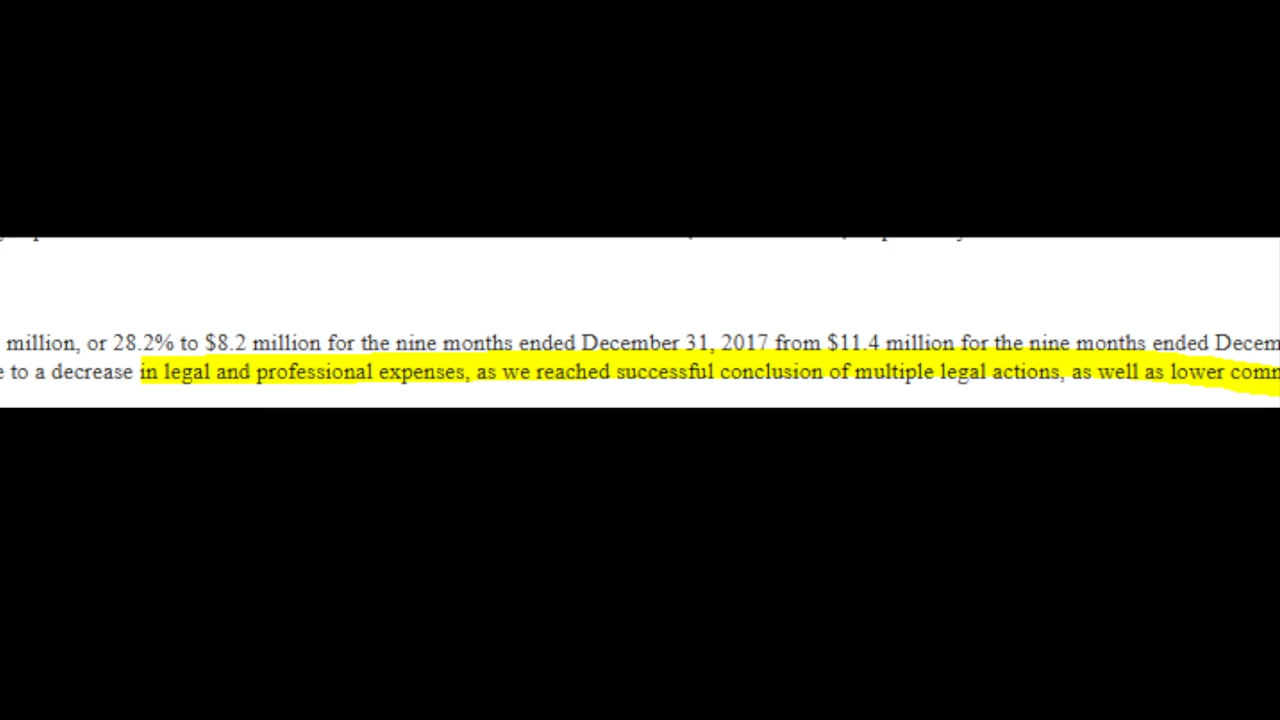 million, or 28.2% to $8.2 million for the nine months ended December 31, 2017 from $11.4 million for the nine months ended Decem
e to a decrease in legal and professional expenses, as we reached successful conclusion of multiple legal actions, as well as lower com